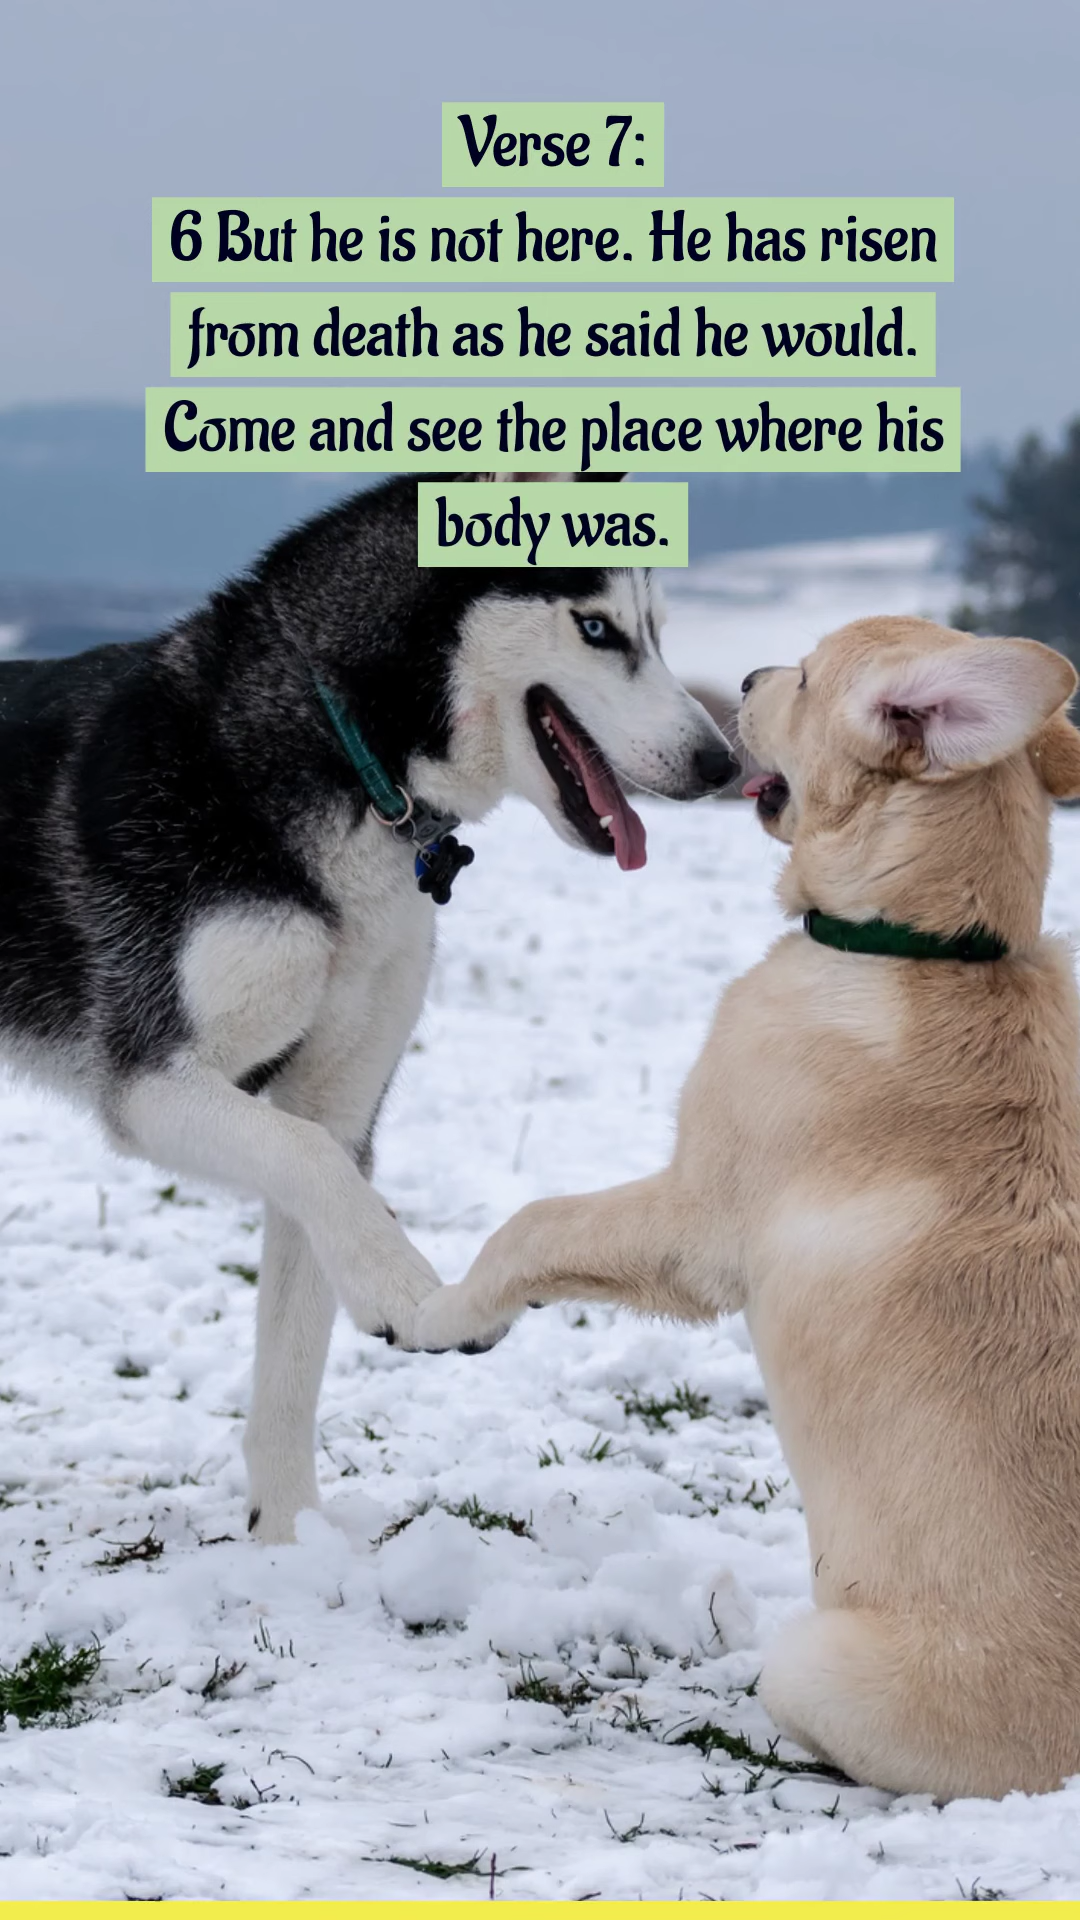 Verse 7:
6 But he is not here. He has risen
from death as he said he would.
Come and see the place where his
body was.